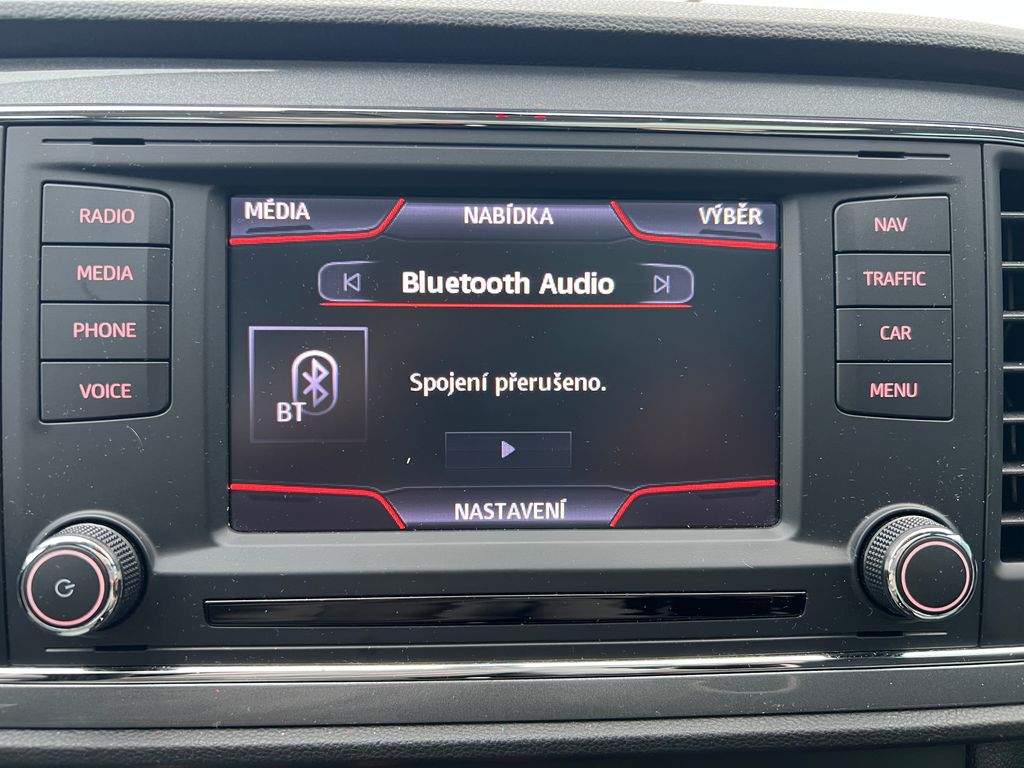 RADIO
MEDIA
PHONE
VOICE
MÉDIA
NABÍDKA
VÝBĚR
Bluetooth Audio
BT
Spojení přerušeno.
NASTAVENÍ
NAV
TRAFFIC
CAR
MENU